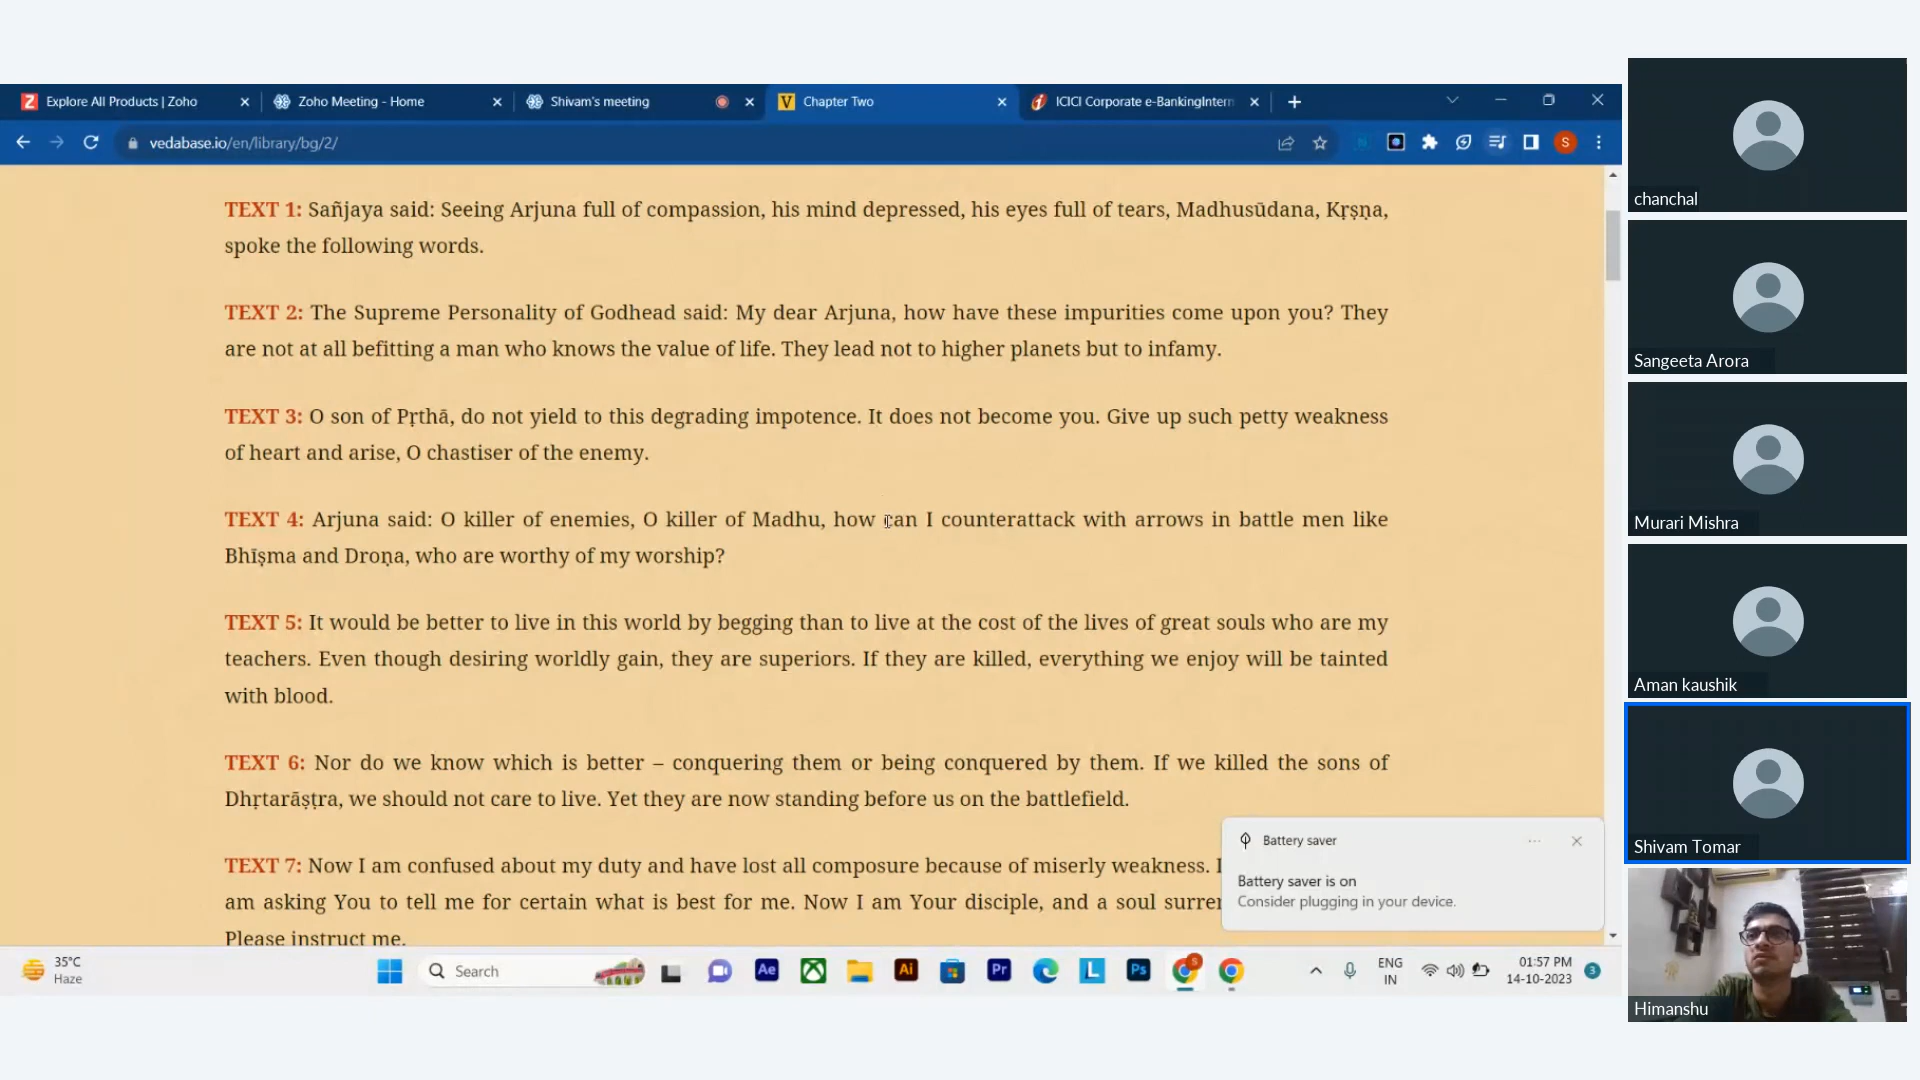 Explore All Products | Zoho
Zoho Meeting - Home
Shivam's meeting
Chapter Two
ICICI Corporate e-BankingIntern
vedabase.io/en/library/bg/2/
S
TEXT 1: Sañjaya said: Seeing Arjuna full of compassion, his mind depressed, his eyes full of tears, Madhusūdana, Kṛṣṇa,
spoke the following words.
TEXT 2: The Supreme Personality of Godhead said: My dear Arjuna, how have these impurities come upon you? They
are not at all befitting a man who knows the value of life. They lead not to higher planets but to infamy.
TEXT 3: O son of Pṛthā, do not yield to this degrading impotence. It does not become you. Give up such petty weakness
of heart and arise, O chastiser of the enemy.
TEXT 4: Arjuna said: O killer of enemies, O killer of Madhu, how can I counterattack with arrows in battle men like
Bhīṣma and Droṇa, who are worthy of my worship?
TEXT 5: It would be better to live in this world by begging than to live at the cost of the lives of great souls who are my
teachers. Even though desiring worldly gain, they are superiors. If they are killed, everything we enjoy will be tainted
with blood.
TEXT 6: Nor do we know which is better – conquering them or being conquered by them. If we killed the sons of
Dhṛtarāṣṭra, we should not care to live. Yet they are now standing before us on the battlefield.
TEXT 7: Now I am confused about my duty and have lost all composure because of miserly weakness. I
am asking You to tell me for certain what is best for me. Now I am Your disciple, and a soul surrer
Please instruct me.
Battery saver
Battery saver is on
Consider plugging in your device.
35°C
Haze
Search
Ae
Ai
Pr
L
Ps
S
ENG
IN
01:57 PM
14-10-2023
3
chanchal
Sangeeta Arora
Murari Mishra
Aman kaushik
Shivam Tomar
Himanshu